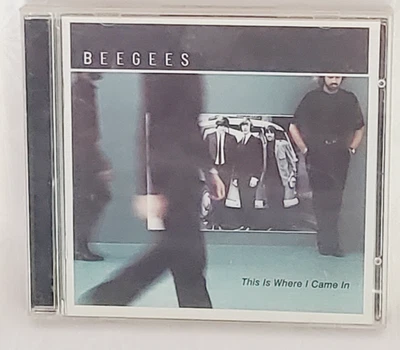 BEEGEES
This Is Where I Came In